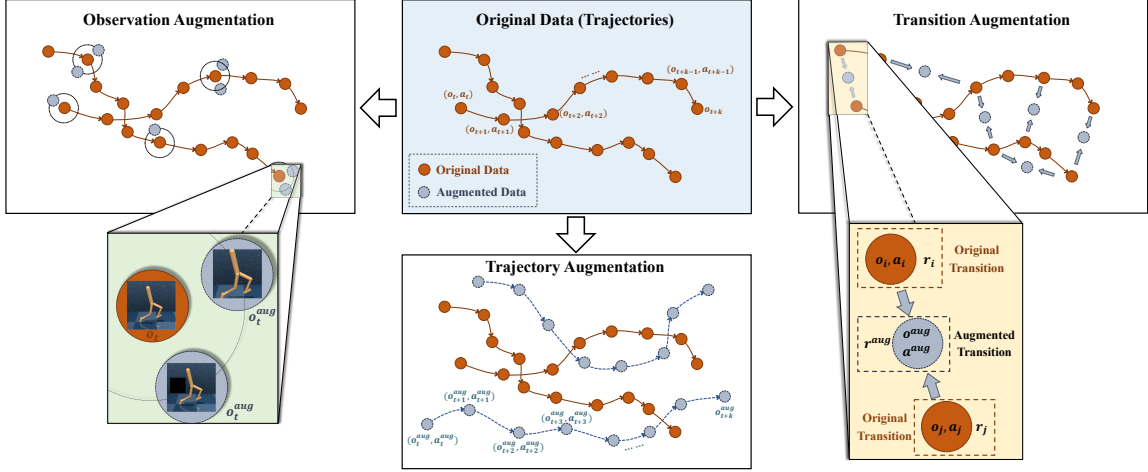 Observation Augmentation
Original Data (Trajectories)
Transition Augmentation
(o_t, a_t)
(o_{t+1}, a_{t+1})
(o_{t+2}, a_{t+2})
......
(o_{t+k-1}, a_{t+k-1})
o_{t+k}
Original Data
Augmented Data
o_t
o_t^{aug}
o_t^{aug}
Trajectory Augmentation
(o_t^{aug}, a_t^{aug})
(o_{t+1}^{aug}, a_{t+1}^{aug})
(o_{t+2}^{aug}, a_{t+2}^{aug})
(o_{t+3}^{aug}, a_{t+3}^{aug})
......
o_{t+k}^{aug}
o_i, a_i r_i
Original
Transition
r^{aug} o^{aug}
a^{aug}
Augmented
Transition
Original
Transition
o_j, a_j r_j